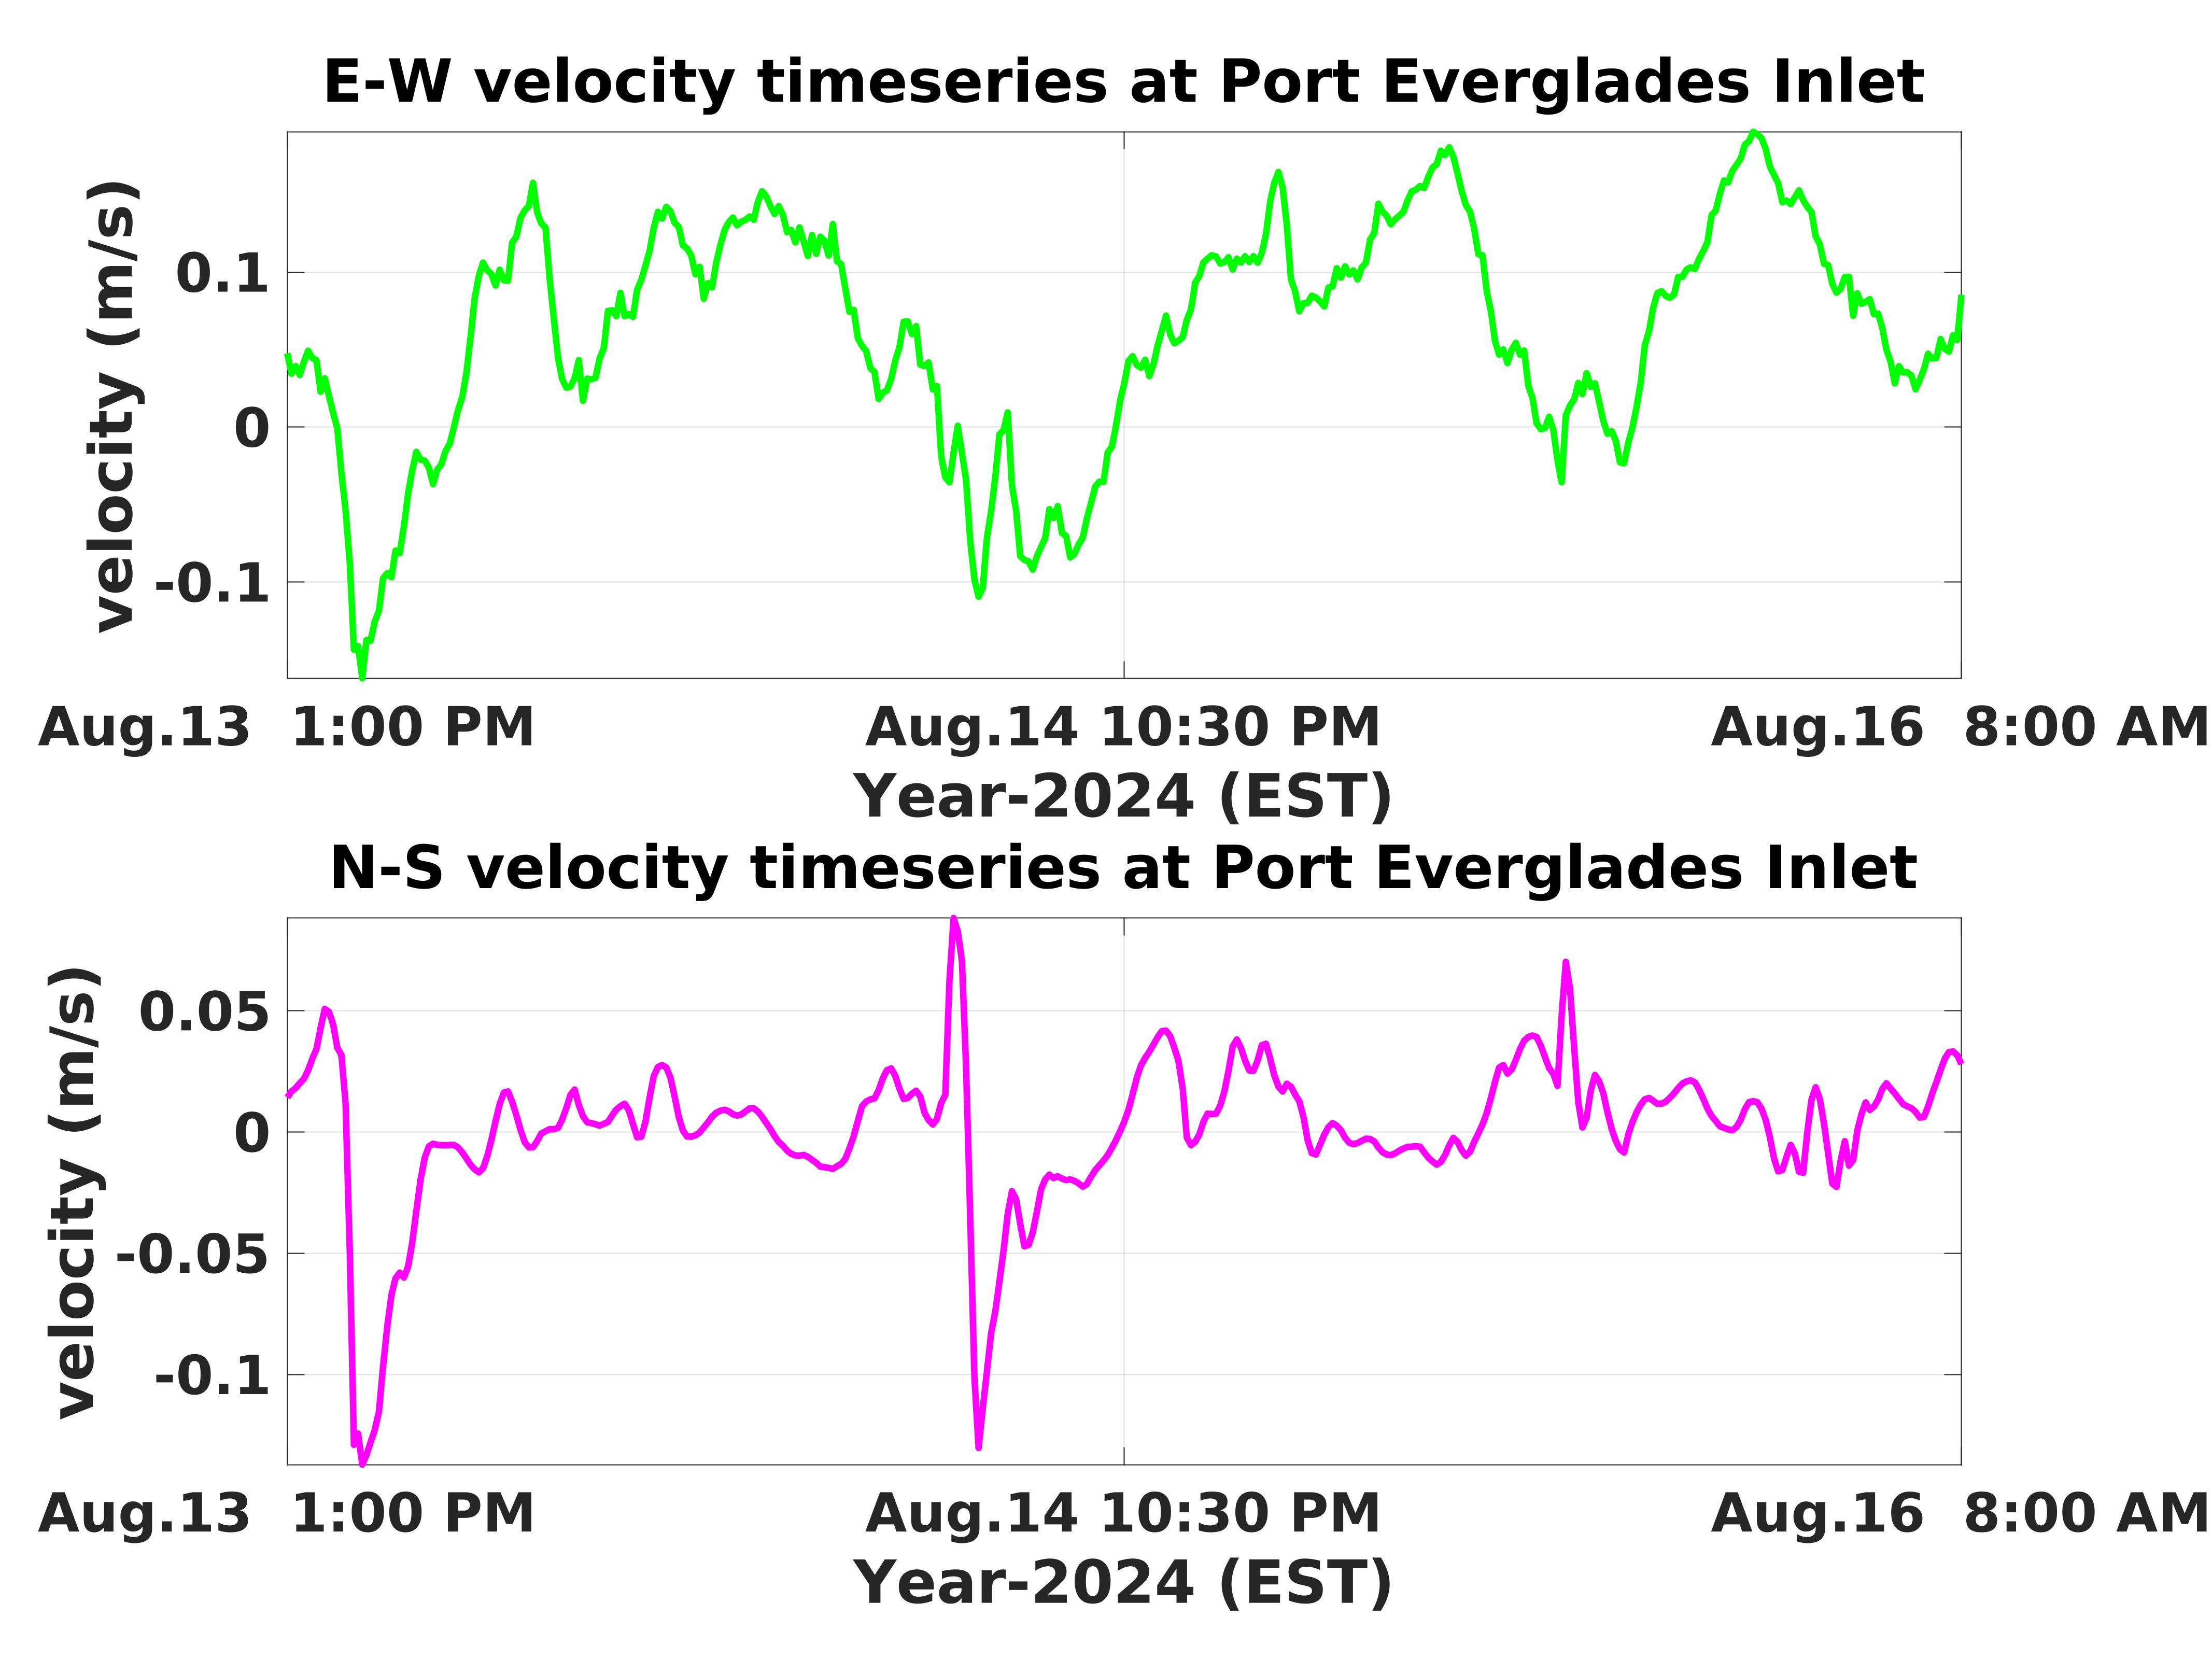 E-W velocity timeseries at Port Everglades Inlet
velocity (m/s)
0.1
0
-0.1
Aug.13  1:00 PM
Aug.14 10:30 PM
Aug.16  8:00 AM
Year-2024 (EST)
N-S velocity timeseries at Port Everglades Inlet
velocity (m/s)
0.05
0
-0.05
-0.1
Aug.13  1:00 PM
Aug.14 10:30 PM
Aug.16  8:00 AM
Year-2024 (EST)